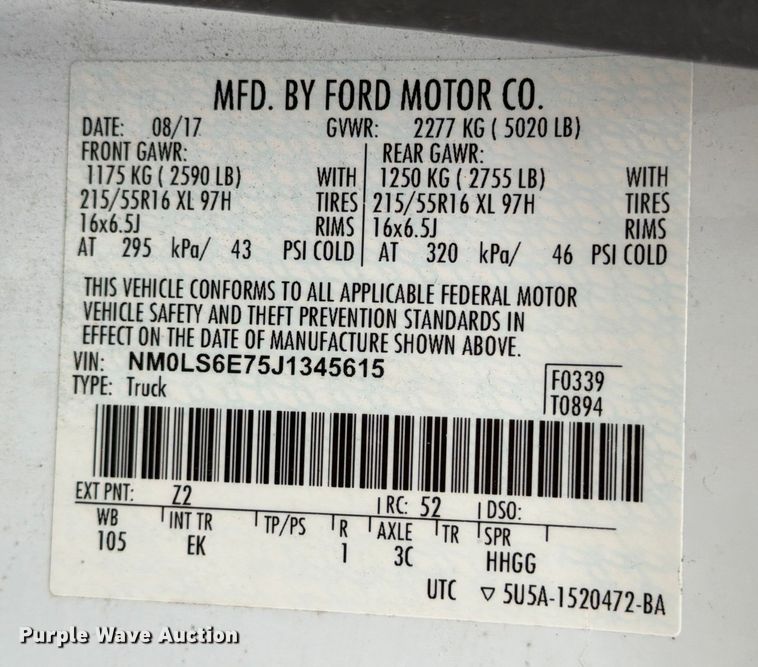 MFD. BY FORD MOTOR CO.
DATE: 08/17 GVWR: 2277 KG ( 5020 LB)
FRONT GAWR: REAR GAWR:
1175 KG ( 2590 LB) WITH 1250 KG ( 2755 LB) WITH
215/55R16 XL 97H TIRES 215/55R16 XL 97H TIRES
16x6.5J RIMS 16x6.5J RIMS
AT 295 kPa/ 43 PSI COLD AT 320 kPa/ 46 PSI COLD
THIS VEHICLE CONFORMS TO ALL APPLICABLE FEDERAL MOTOR
VEHICLE SAFETY AND THEFT PREVENTION STANDARDS IN
EFFECT ON THE DATE OF MANUFACTURE SHOWN ABOVE.
VIN: NM0LS6E75J1345615
TYPE: Truck
F0339
T0894
EXT PNT: Z2 RC: 52 DSO:
WB INT TR TP/PS R AXLE TR SPR
105 EK 1 3C HHGG
UTC ▽ 5U5A-1520472-BA
Purple Wave Auction